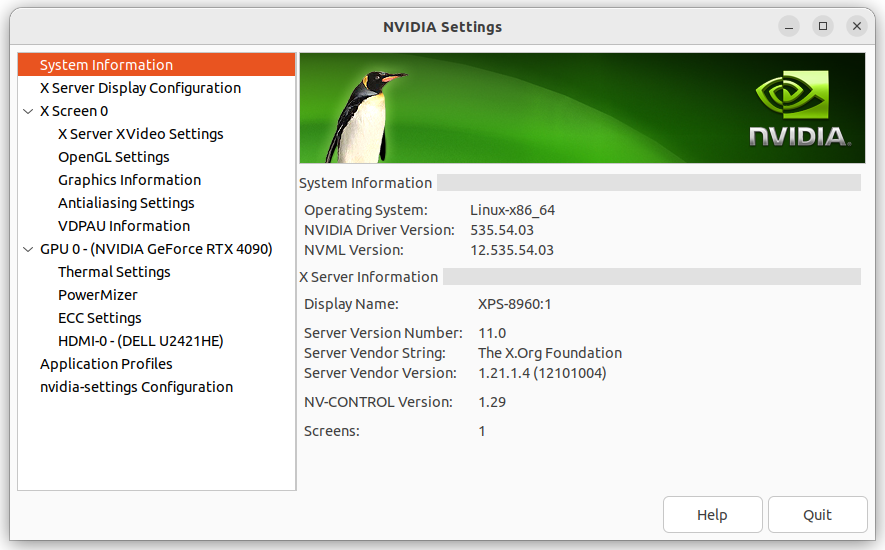 NVIDIA Settings
System Information
X Server Display Configuration
X Screen 0
X Server XVideo Settings
OpenGL Settings
Graphics Information
Antialiasing Settings
VDPAU Information
GPU 0 - (NVIDIA GeForce RTX 4090)
Thermal Settings
PowerMizer
ECC Settings
HDMI-0 - (DELL U2421HE)
Application Profiles
nvidia-settings Configuration
NVIDIA.
System Information
Operating System: Linux-x86_64
NVIDIA Driver Version: 535.54.03
NVML Version: 12.535.54.03
X Server Information
Display Name: XPS-8960:1
Server Version Number: 11.0
Server Vendor String: The X.Org Foundation
Server Vendor Version: 1.21.1.4 (12101004)
NV-CONTROL Version: 1.29
Screens: 1
Help Quit